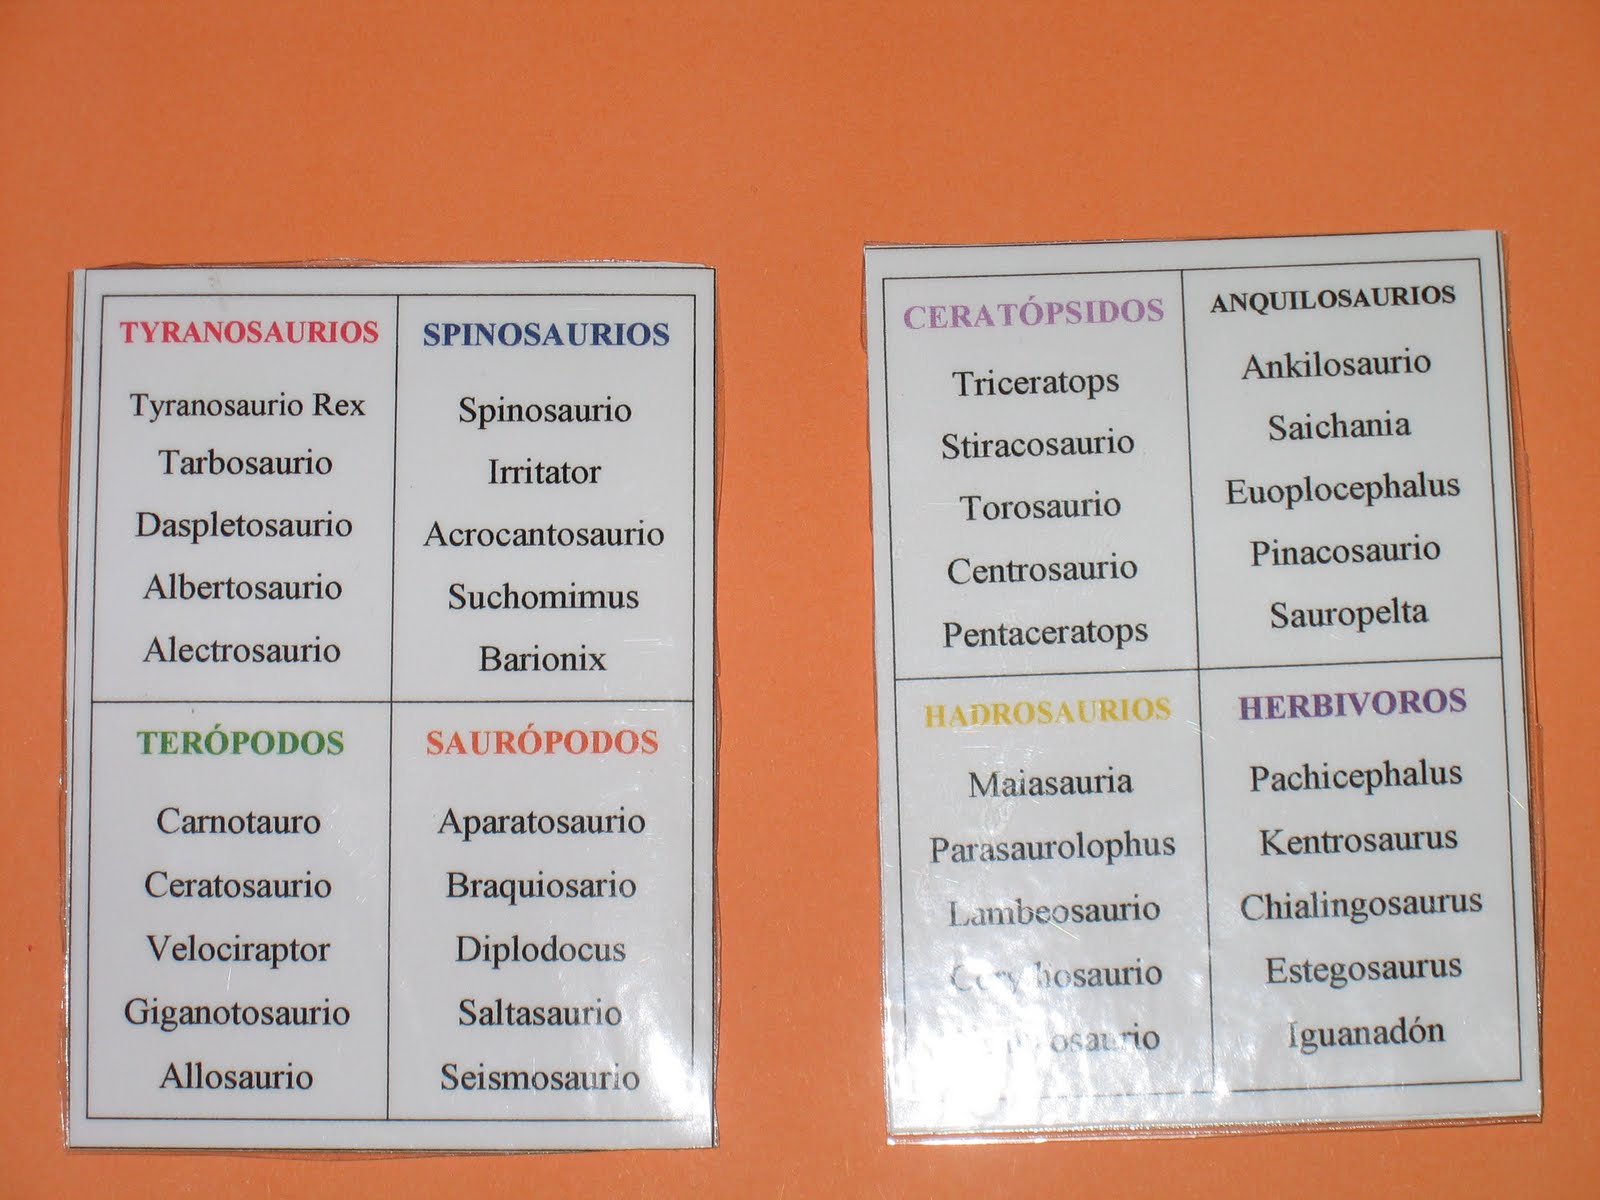 TYRANOSAURIOS
Tyranosaurio Rex
Tarbosaurio
Daspletosaurio
Albertosaurio
Alectrosaurio
SPINOSAURIOS
Spinosaurio
Irritator
Acrocantosaurio
Suchomimus
Barionix
TERÓPODOS
Carnotauro
Ceratosaurio
Velociraptor
Giganotosaurio
Allosaurio
SAURÓPODOS
Aparatosaurio
Braquiosario
Diplodocus
Saltasaurio
Seismosaurio
CERATÓPSIDOS
Triceratops
Stiracosaurio
Torosaurio
Centrosaurio
Pentaceratops
ANQUILOSAURIOS
Ankilosaurio
Saichania
Euoplocephalus
Pinacosaurio
Sauropelta
HADROSAURIOS
Maiasauria
Parasaurolophus
Lambeosaurio
HERBIVOROS
Pachicephalus
Kentrosaurus
Chialingosaurus
Estegosaurus
Iguanadón